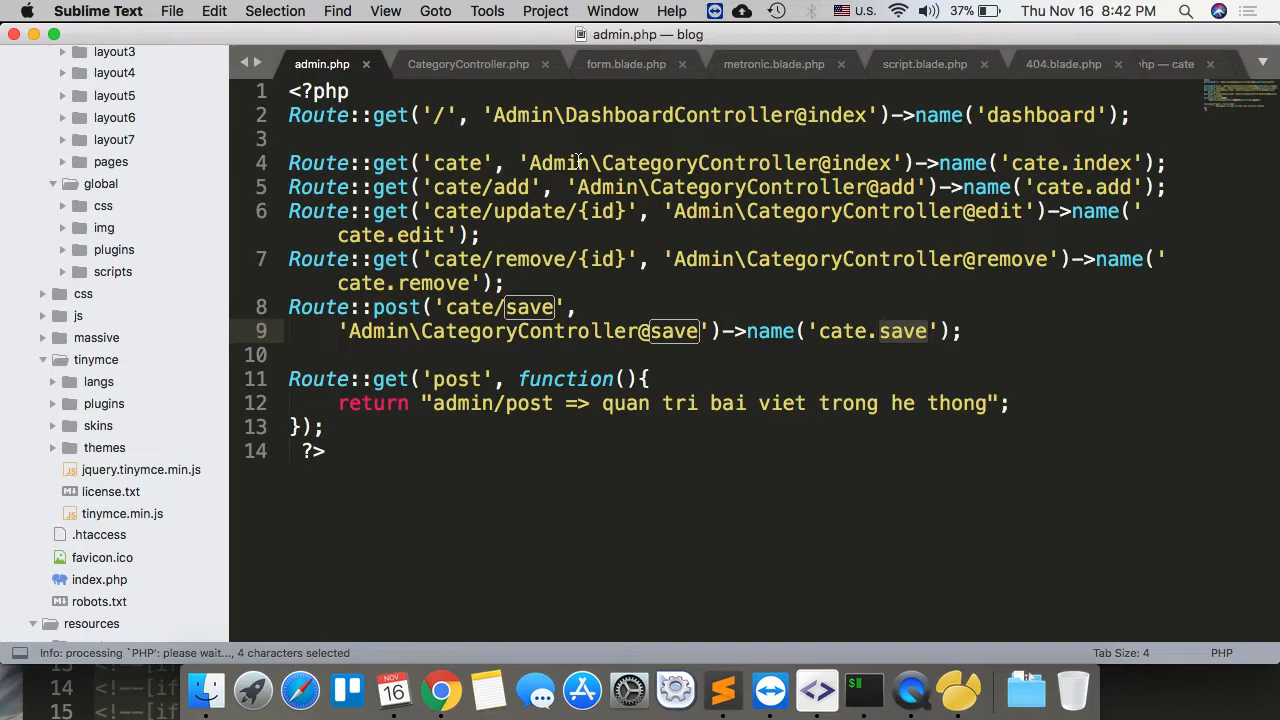 Sublime Text File Edit Selection Find View Goto Tools Project Window Help U.S. 37% Thu Nov 16 8:42 PM
admin.php — blog
layout3
layout4
layout5
layout6
layout7
pages
global
css
img
plugins
scripts
css
js
massive
tinymce
langs
plugins
skins
themes
jquery.tinymce.min.js
license.txt
tinymce.min.js
.htaccess
favicon.ico
index.php
robots.txt
resources
admin.php CategoryController.php form.blade.php metronic.blade.php script.blade.php 404.blade.php php — cate
1 <?php
2 Route::get('/', 'Admin\DashboardController@index')->name('dashboard');
3
4 Route::get('cate', 'Admin\CategoryController@index')->name('cate.index');
5 Route::get('cate/add', 'Admin\CategoryController@add')->name('cate.add');
6 Route::get('cate/update/{id}', 'Admin\CategoryController@edit')->name('
cate.edit');
7 Route::get('cate/remove/{id}', 'Admin\CategoryController@remove')->name('
cate.remove');
8 Route::post('cate/save',
9 'Admin\CategoryController@save')->name('cate.save');
10
11 Route::get('post', function(){
12 return "admin/post => quan tri bai viet trong he thong";
13 });
14 ?>
Info: processing `PHP': please wait..., 4 characters selected Tab Size: 4 PHP
14 <!--[if
15 <!--[if
NOV
16